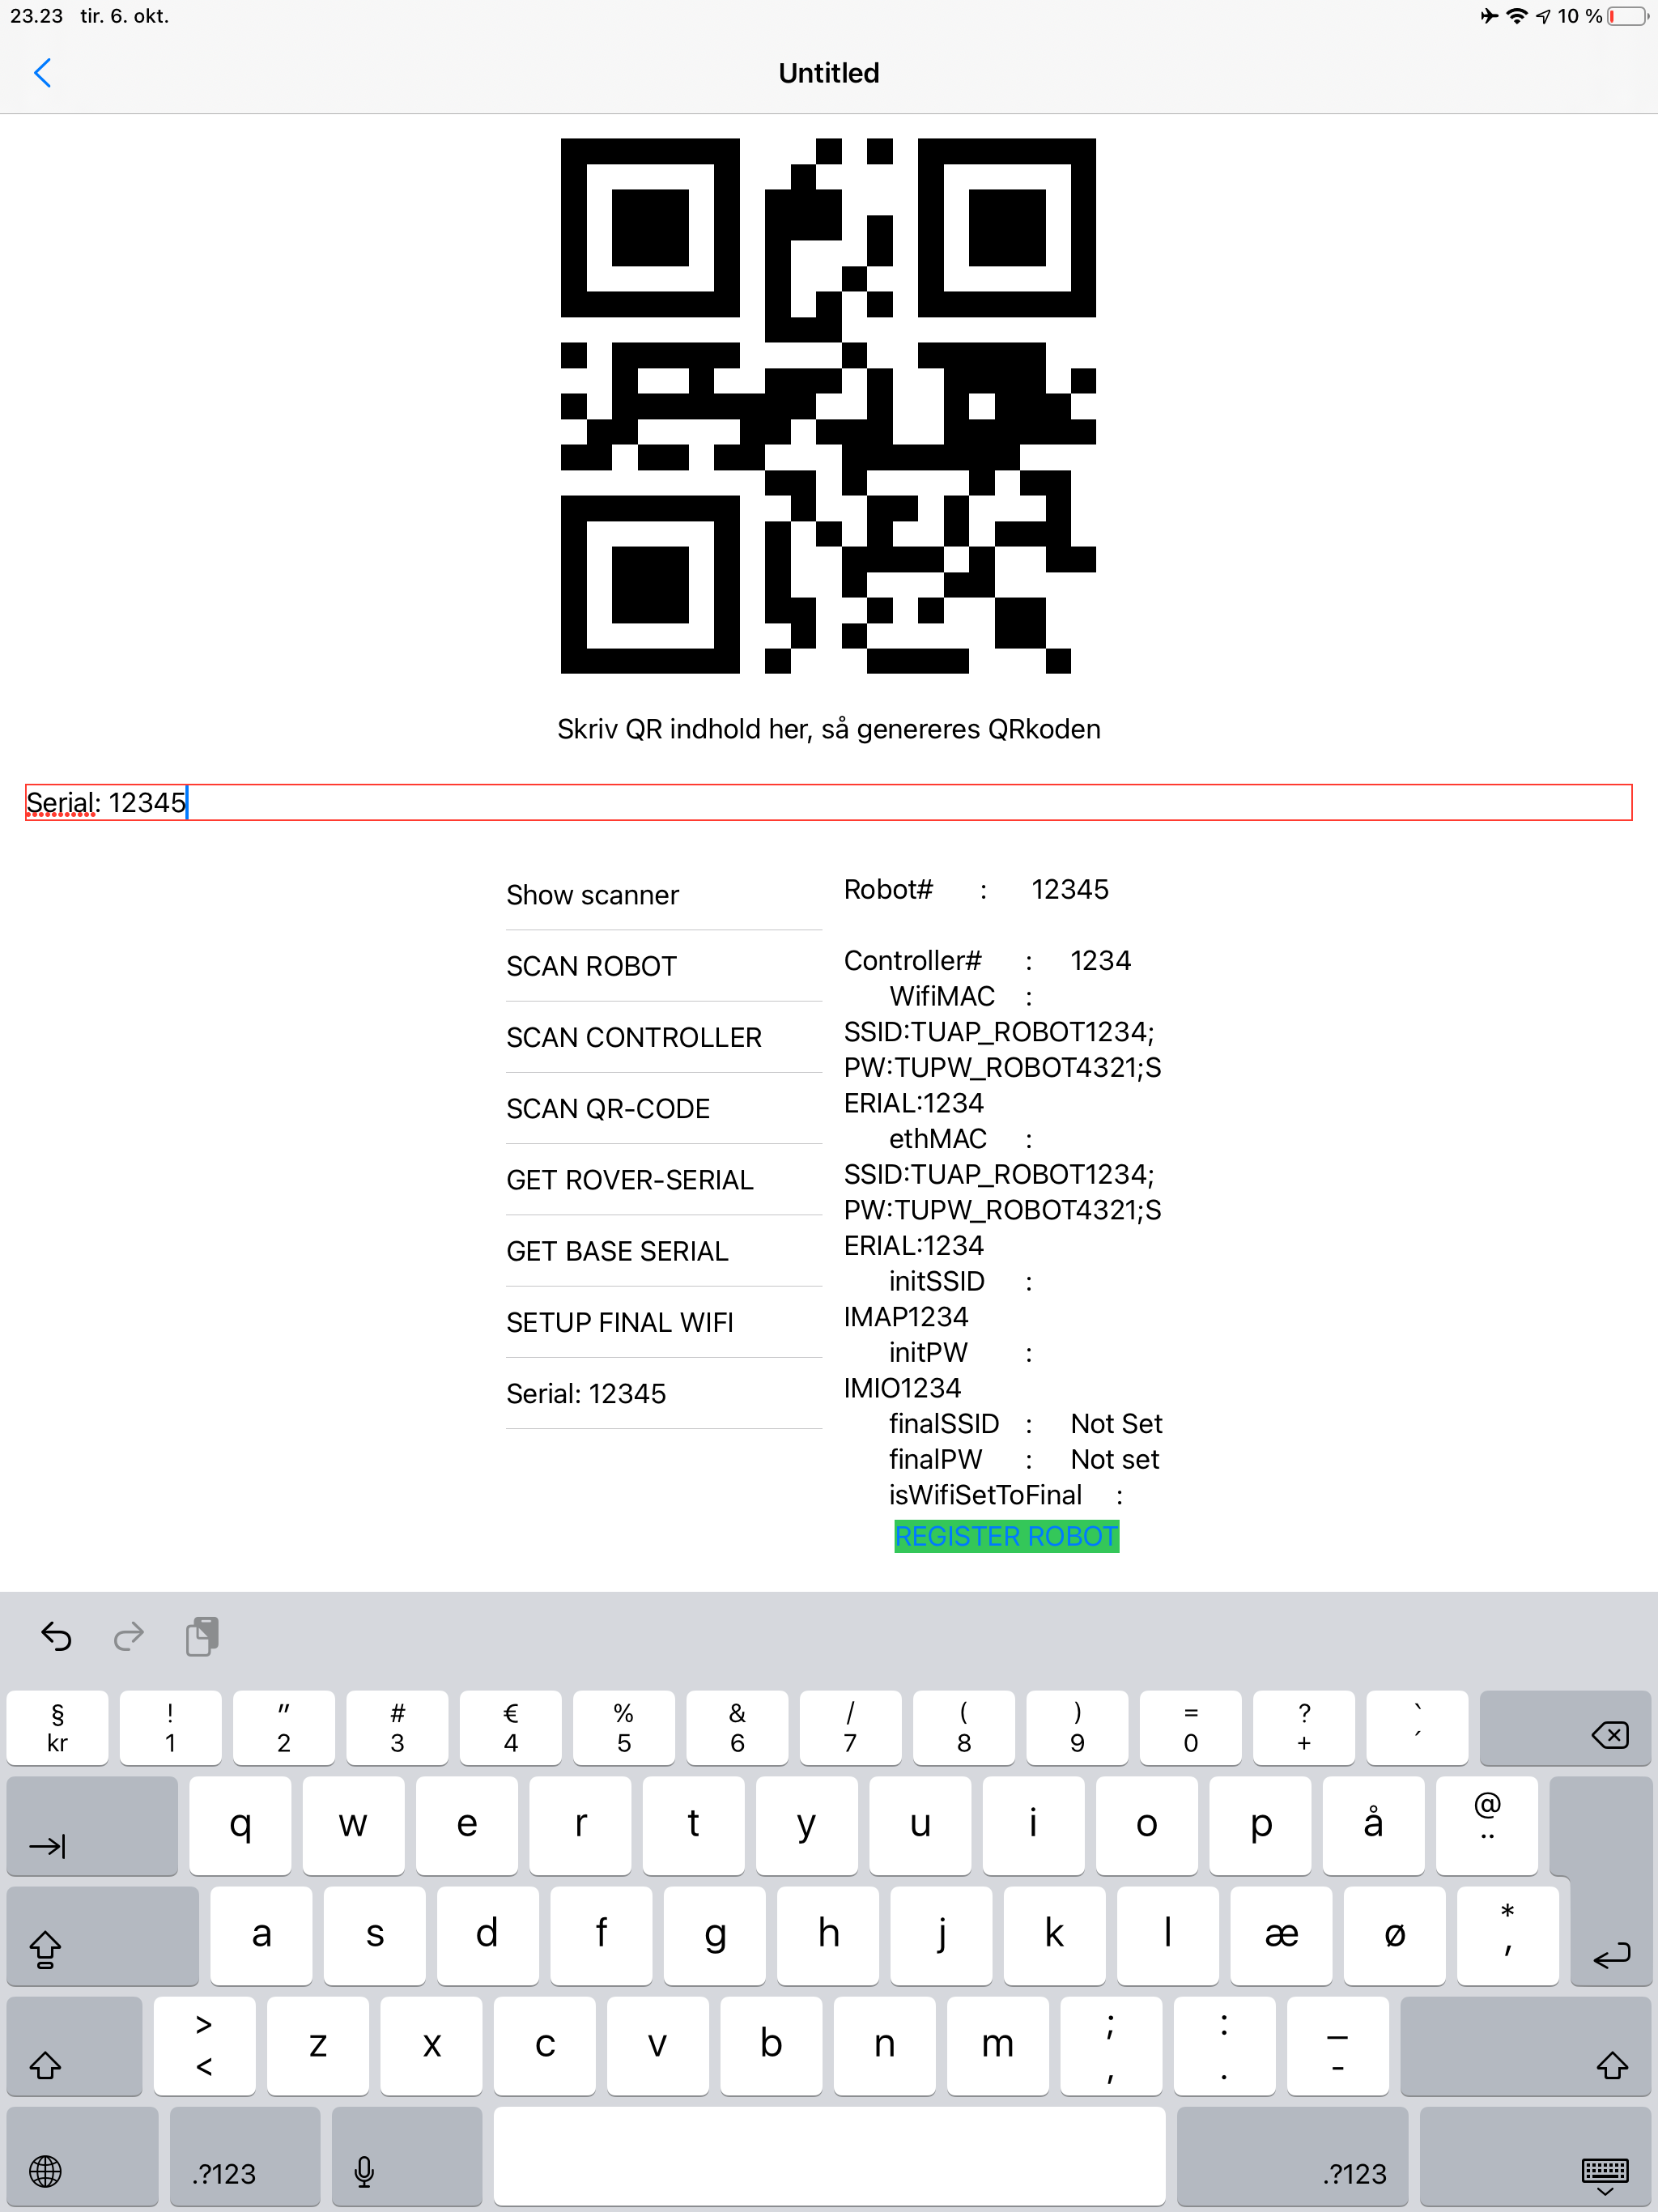 23.23 tir. 6. okt.
10 %
Untitled
Skriv QR indhold her, så genereres QRkoden
Serial: 12345
Show scanner
SCAN ROBOT
SCAN CONTROLLER
SCAN QR-CODE
GET ROVER-SERIAL
GET BASE SERIAL
SETUP FINAL WIFI
Serial: 12345
Robot# : 12345
Controller# : 1234
WifiMAC :
SSID:TUAP_ROBOT1234;
PW:TUPW_ROBOT4321;S
ERIAL:1234
ethMAC :
SSID:TUAP_ROBOT1234;
PW:TUPW_ROBOT4321;S
ERIAL:1234
initSSID :
IMAP1234
initPW :
IMIO1234
finalSSID : Not Set
finalPW : Not set
isWifiSetToFinal :
REGISTER ROBOT
§ ! " # € % & / ( ) = ? `
kr 1 2 3 4 5 6 7 8 9 0 + ´
q w e r t y u i o p å @ ¨
a s d f g h j k l æ ø * '
> < z x c v b n m ; , : . _ -
.?123 .?123